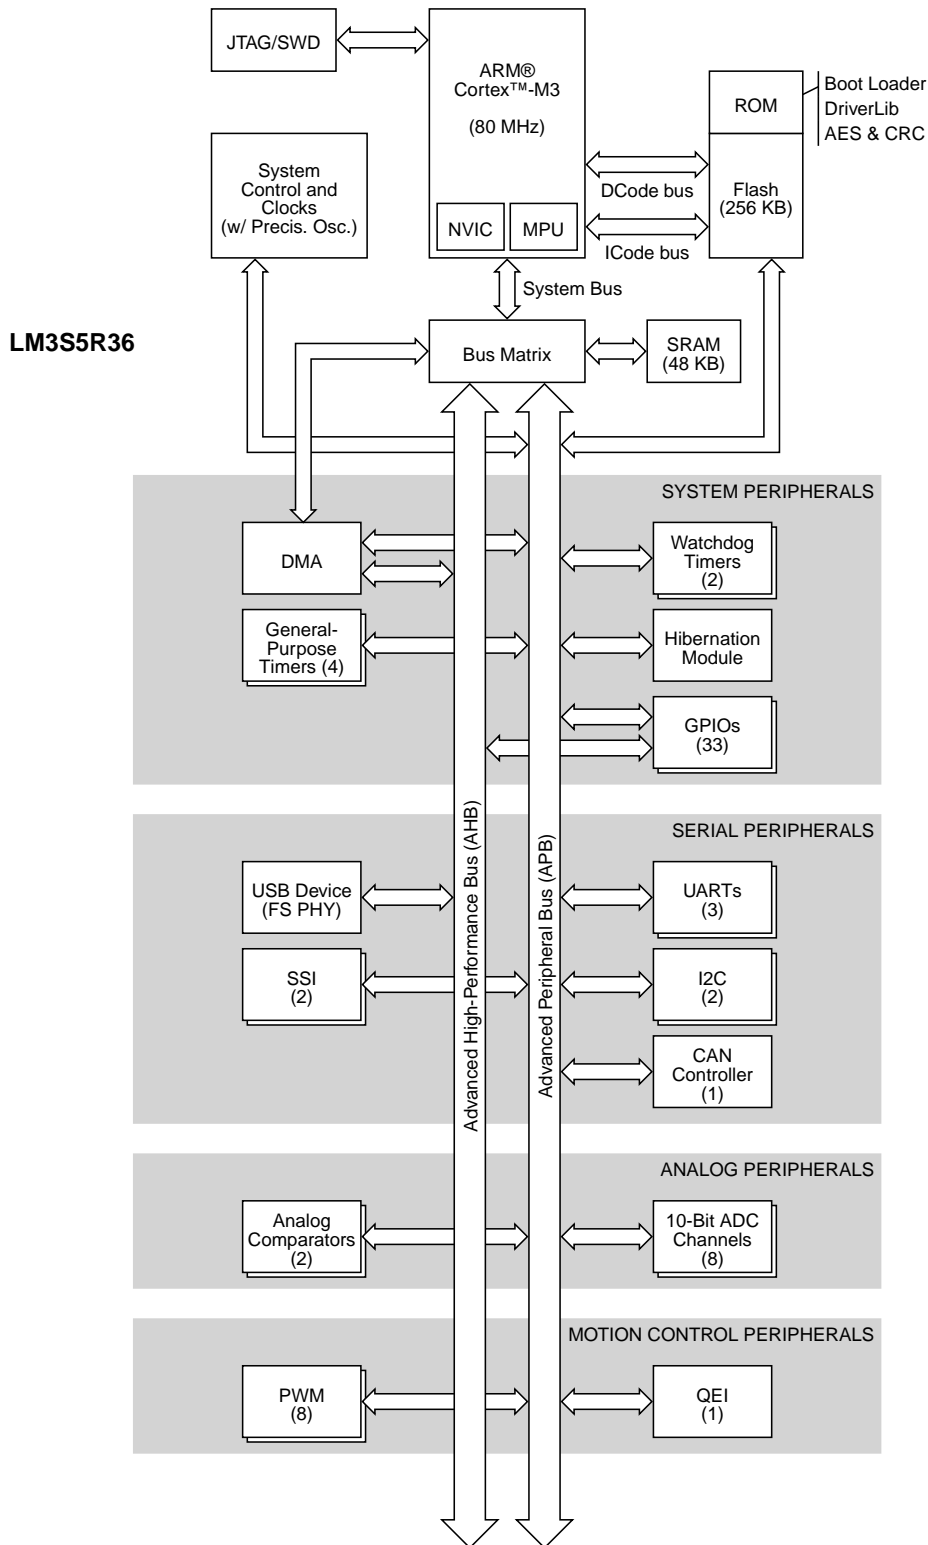 JTAG/SWD
ARM®
Cortex™-M3
(80 MHz)
NVIC
MPU
ROM
Boot Loader
DriverLib
AES & CRC
Flash
(256 KB)
DCode bus
ICode bus
System
Control and
Clocks
(w/ Precis. Osc.)
System Bus
LM3S5R36
Bus Matrix
SRAM
(48 KB)
SYSTEM PERIPHERALS
DMA
Watchdog
Timers
(2)
General-
Purpose
Timers (4)
Hibernation
Module
GPIOs
(33)
Advanced High-Performance Bus (AHB)
Advanced Peripheral Bus (APB)
SERIAL PERIPHERALS
USB Device
(FS PHY)
UARTs
(3)
SSI
(2)
I2C
(2)
CAN
Controller
(1)
ANALOG PERIPHERALS
Analog
Comparators
(2)
10-Bit ADC
Channels
(8)
MOTION CONTROL PERIPHERALS
PWM
(8)
QEI
(1)